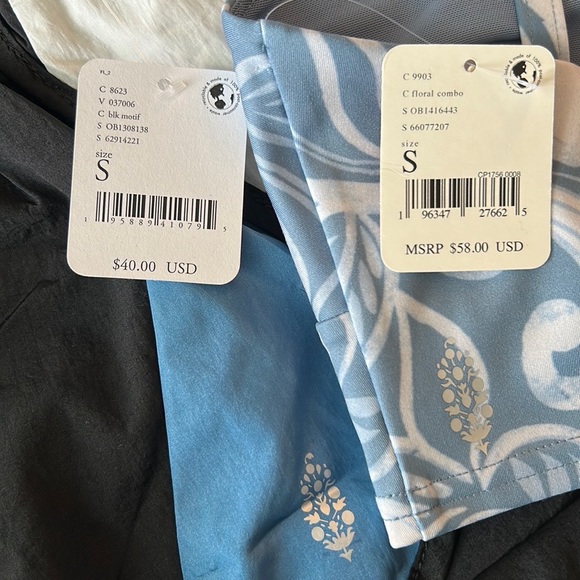 C 8623
V 037006
C blk motif
S OB1308138
S 62914221
size
S
1 95889 41079 5
$40.00 USD
C 9903
C floral combo
S OB1416443
S 66077207
size
S
CP1756 0008
1 96347 27662 5
MSRP $58.00 USD